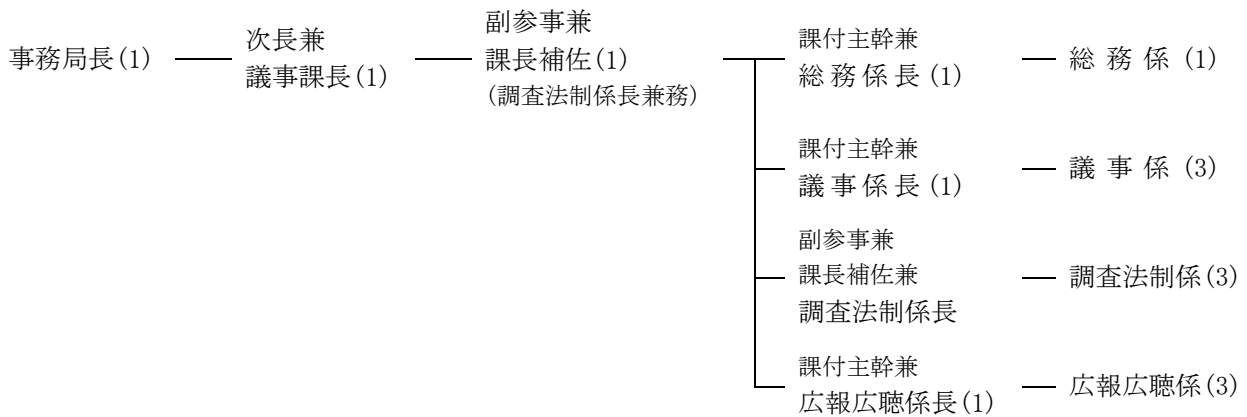 事務局長(1)
次長兼
議事課長(1)
副参事兼
課長補佐(1)
(調査法制係長兼務)
課付主幹兼
総務係長(1)
総務係(1)
課付主幹兼
議事係長(1)
議事係(3)
副参事兼
課長補佐兼
調査法制係長
調査法制係(3)
課付主幹兼
広報広聴係長(1)
広報広聴係(3)